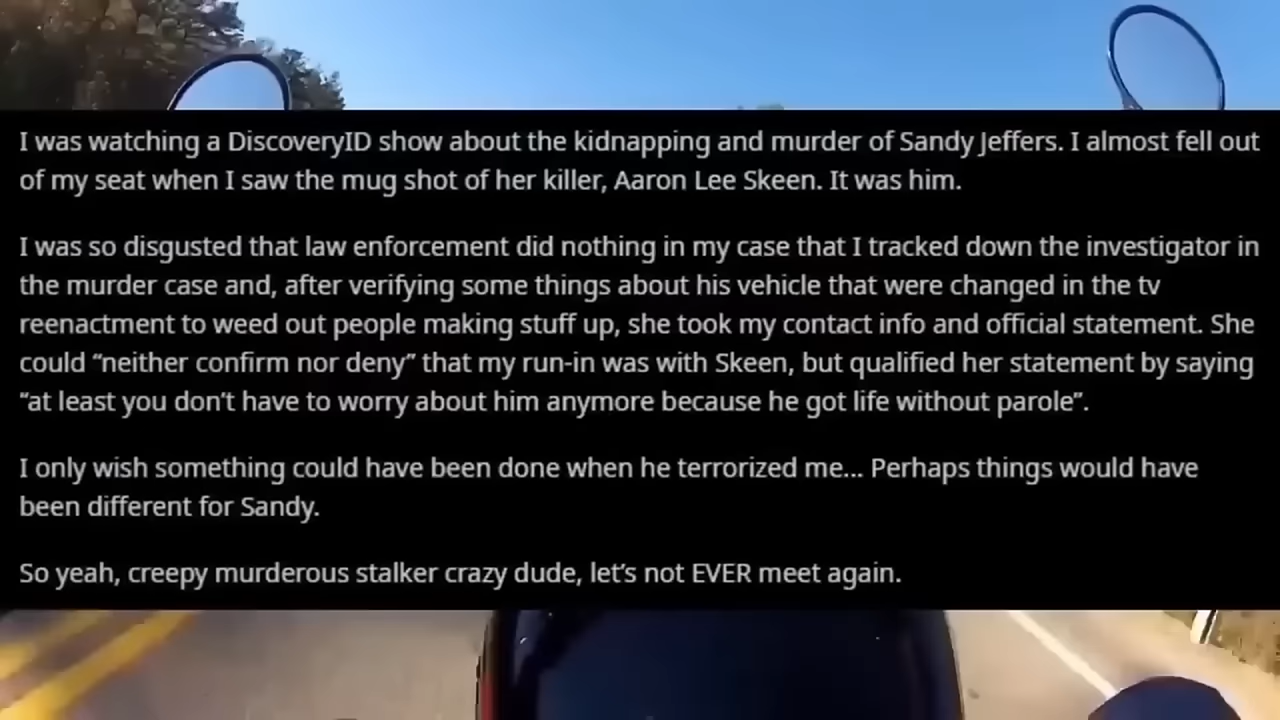 I was watching a DiscoveryID show about the kidnapping and murder of Sandy Jeffers. I almost fell out
of my seat when I saw the mug shot of her killer, Aaron Lee Skeen. It was him.
I was so disgusted that law enforcement did nothing in my case that I tracked down the investigator in
the murder case and, after verifying some things about his vehicle that were changed in the tv
reenactment to weed out people making stuff up, she took my contact info and official statement. She
could “neither confirm nor deny” that my run-in was with Skeen, but qualified her statement by saying
“at least you don’t have to worry about him anymore because he got life without parole”.
I only wish something could have been done when he terrorized me... Perhaps things would have
been different for Sandy.
So yeah, creepy murderous stalker crazy dude, let’s not EVER meet again.